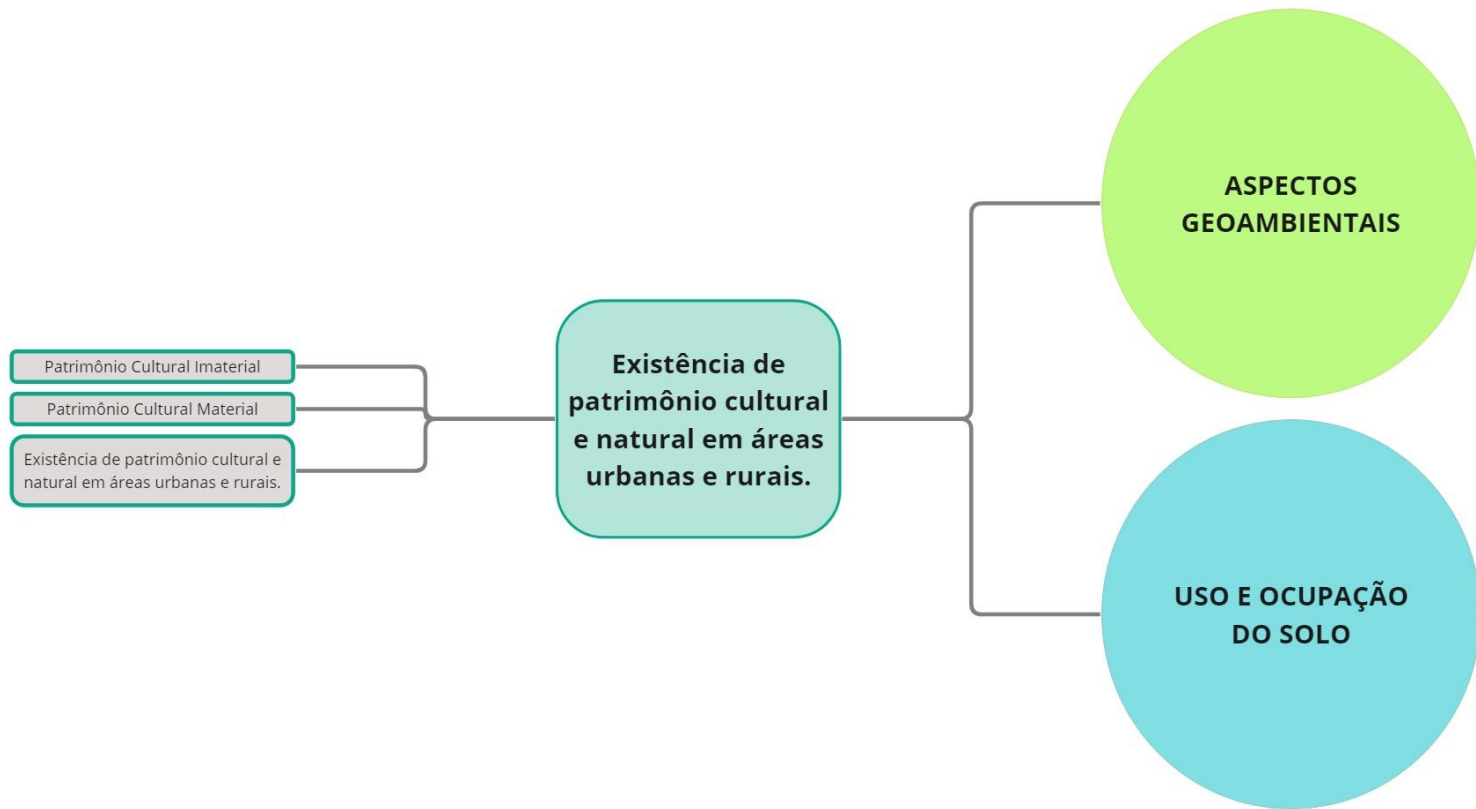 Patrimônio Cultural Imaterial
Patrimônio Cultural Material
Existência de patrimônio cultural e
natural em áreas urbanas e rurais.
Existência de
patrimônio cultural
e natural em áreas
urbanas e rurais.
ASPECTOS
GEOAMBIENTAIS
USO E OCUPAÇÃO
DO SOLO